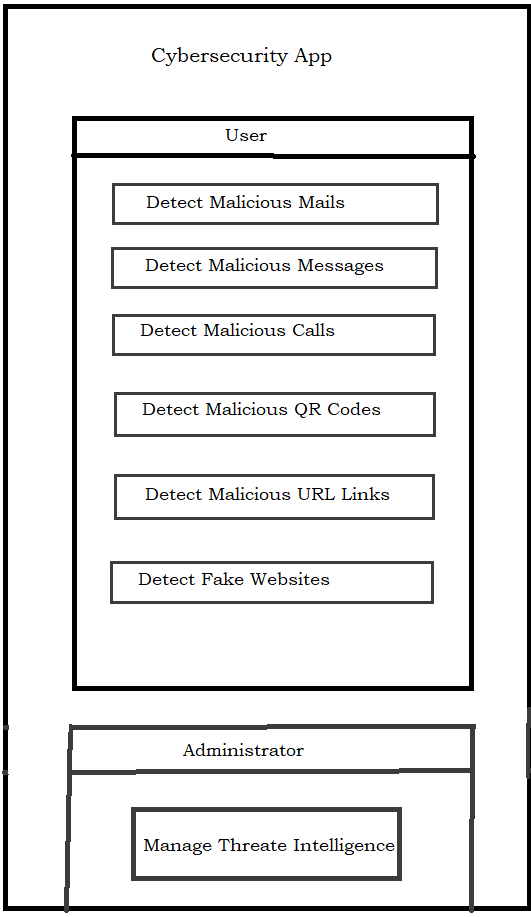 Cybersecurity App
User
Detect Malicious Mails
Detect Malicious Messages
Detect Malicious Calls
Detect Malicious QR Codes
Detect Malicious URL Links
Detect Fake Websites
Administrator
Manage Threate Intelligence